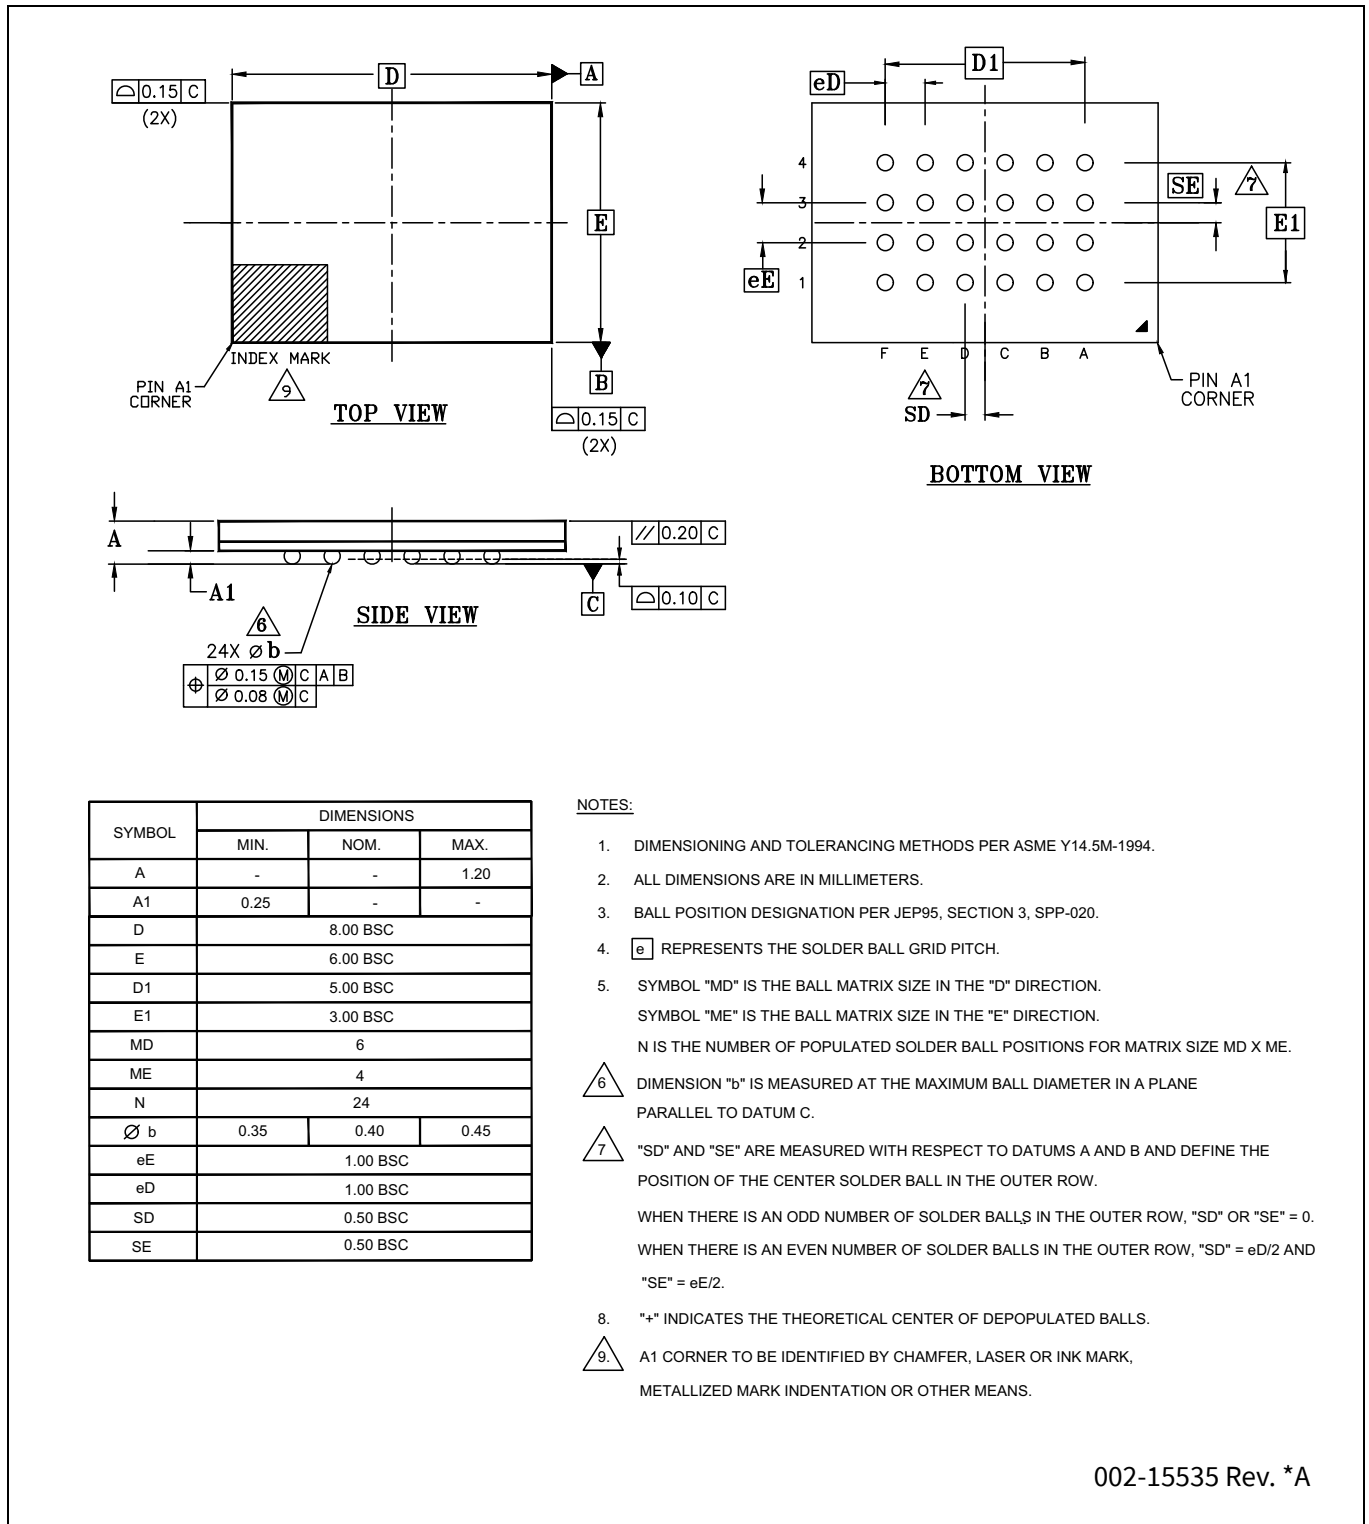 D
A
⌓ 0.15 C
(2X)
E
INDEX MARK
9
PIN A1
CORNER
B
TOP VIEW
⌓ 0.15 C
(2X)
D1
eD
4
3
2
1
SE
7
E1
eE
F E D C B A
7
SD
PIN A1
CORNER
BOTTOM VIEW
A
A1
// 0.20 C
C
⌓ 0.10 C
SIDE VIEW
6
24X ⌀ b
⌖ ⌀ 0.15 Ⓜ C A B
⌀ 0.08 Ⓜ C
SYMBOL DIMENSIONS
MIN. NOM. MAX.
A - - 1.20
A1 0.25 - -
D 8.00 BSC
E 6.00 BSC
D1 5.00 BSC
E1 3.00 BSC
MD 6
ME 4
N 24
Ø b 0.35 0.40 0.45
eE 1.00 BSC
eD 1.00 BSC
SD 0.50 BSC
SE 0.50 BSC
NOTES:
1. DIMENSIONING AND TOLERANCING METHODS PER ASME Y14.5M-1994.
2. ALL DIMENSIONS ARE IN MILLIMETERS.
3. BALL POSITION DESIGNATION PER JEP95, SECTION 3, SPP-020.
4. e REPRESENTS THE SOLDER BALL GRID PITCH.
5. SYMBOL "MD" IS THE BALL MATRIX SIZE IN THE "D" DIRECTION.
SYMBOL "ME" IS THE BALL MATRIX SIZE IN THE "E" DIRECTION.
N IS THE NUMBER OF POPULATED SOLDER BALL POSITIONS FOR MATRIX SIZE MD X ME.
6 DIMENSION "b" IS MEASURED AT THE MAXIMUM BALL DIAMETER IN A PLANE
PARALLEL TO DATUM C.
7 "SD" AND "SE" ARE MEASURED WITH RESPECT TO DATUMS A AND B AND DEFINE THE
POSITION OF THE CENTER SOLDER BALL IN THE OUTER ROW.
WHEN THERE IS AN ODD NUMBER OF SOLDER BALLS IN THE OUTER ROW, "SD" OR "SE" = 0.
WHEN THERE IS AN EVEN NUMBER OF SOLDER BALLS IN THE OUTER ROW, "SD" = eD/2 AND
"SE" = eE/2.
8. "+" INDICATES THE THEORETICAL CENTER OF DEPOPULATED BALLS.
9. A1 CORNER TO BE IDENTIFIED BY CHAMFER, LASER OR INK MARK,
METALLIZED MARK INDENTATION OR OTHER MEANS.
002-15535 Rev. *A